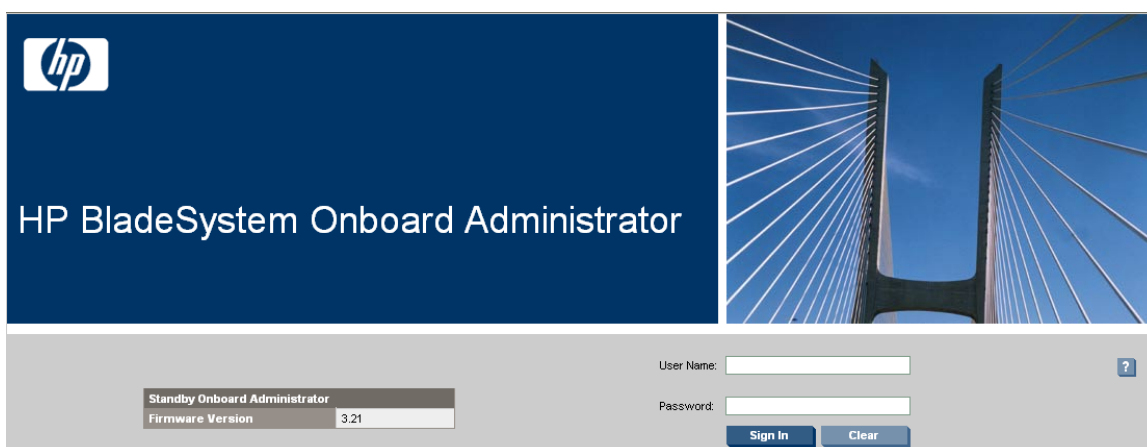 hp
HP BladeSystem Onboard Administrator
User Name:
?
Standby Onboard Administrator
Firmware Version 3.21
Password:
Sign In Clear